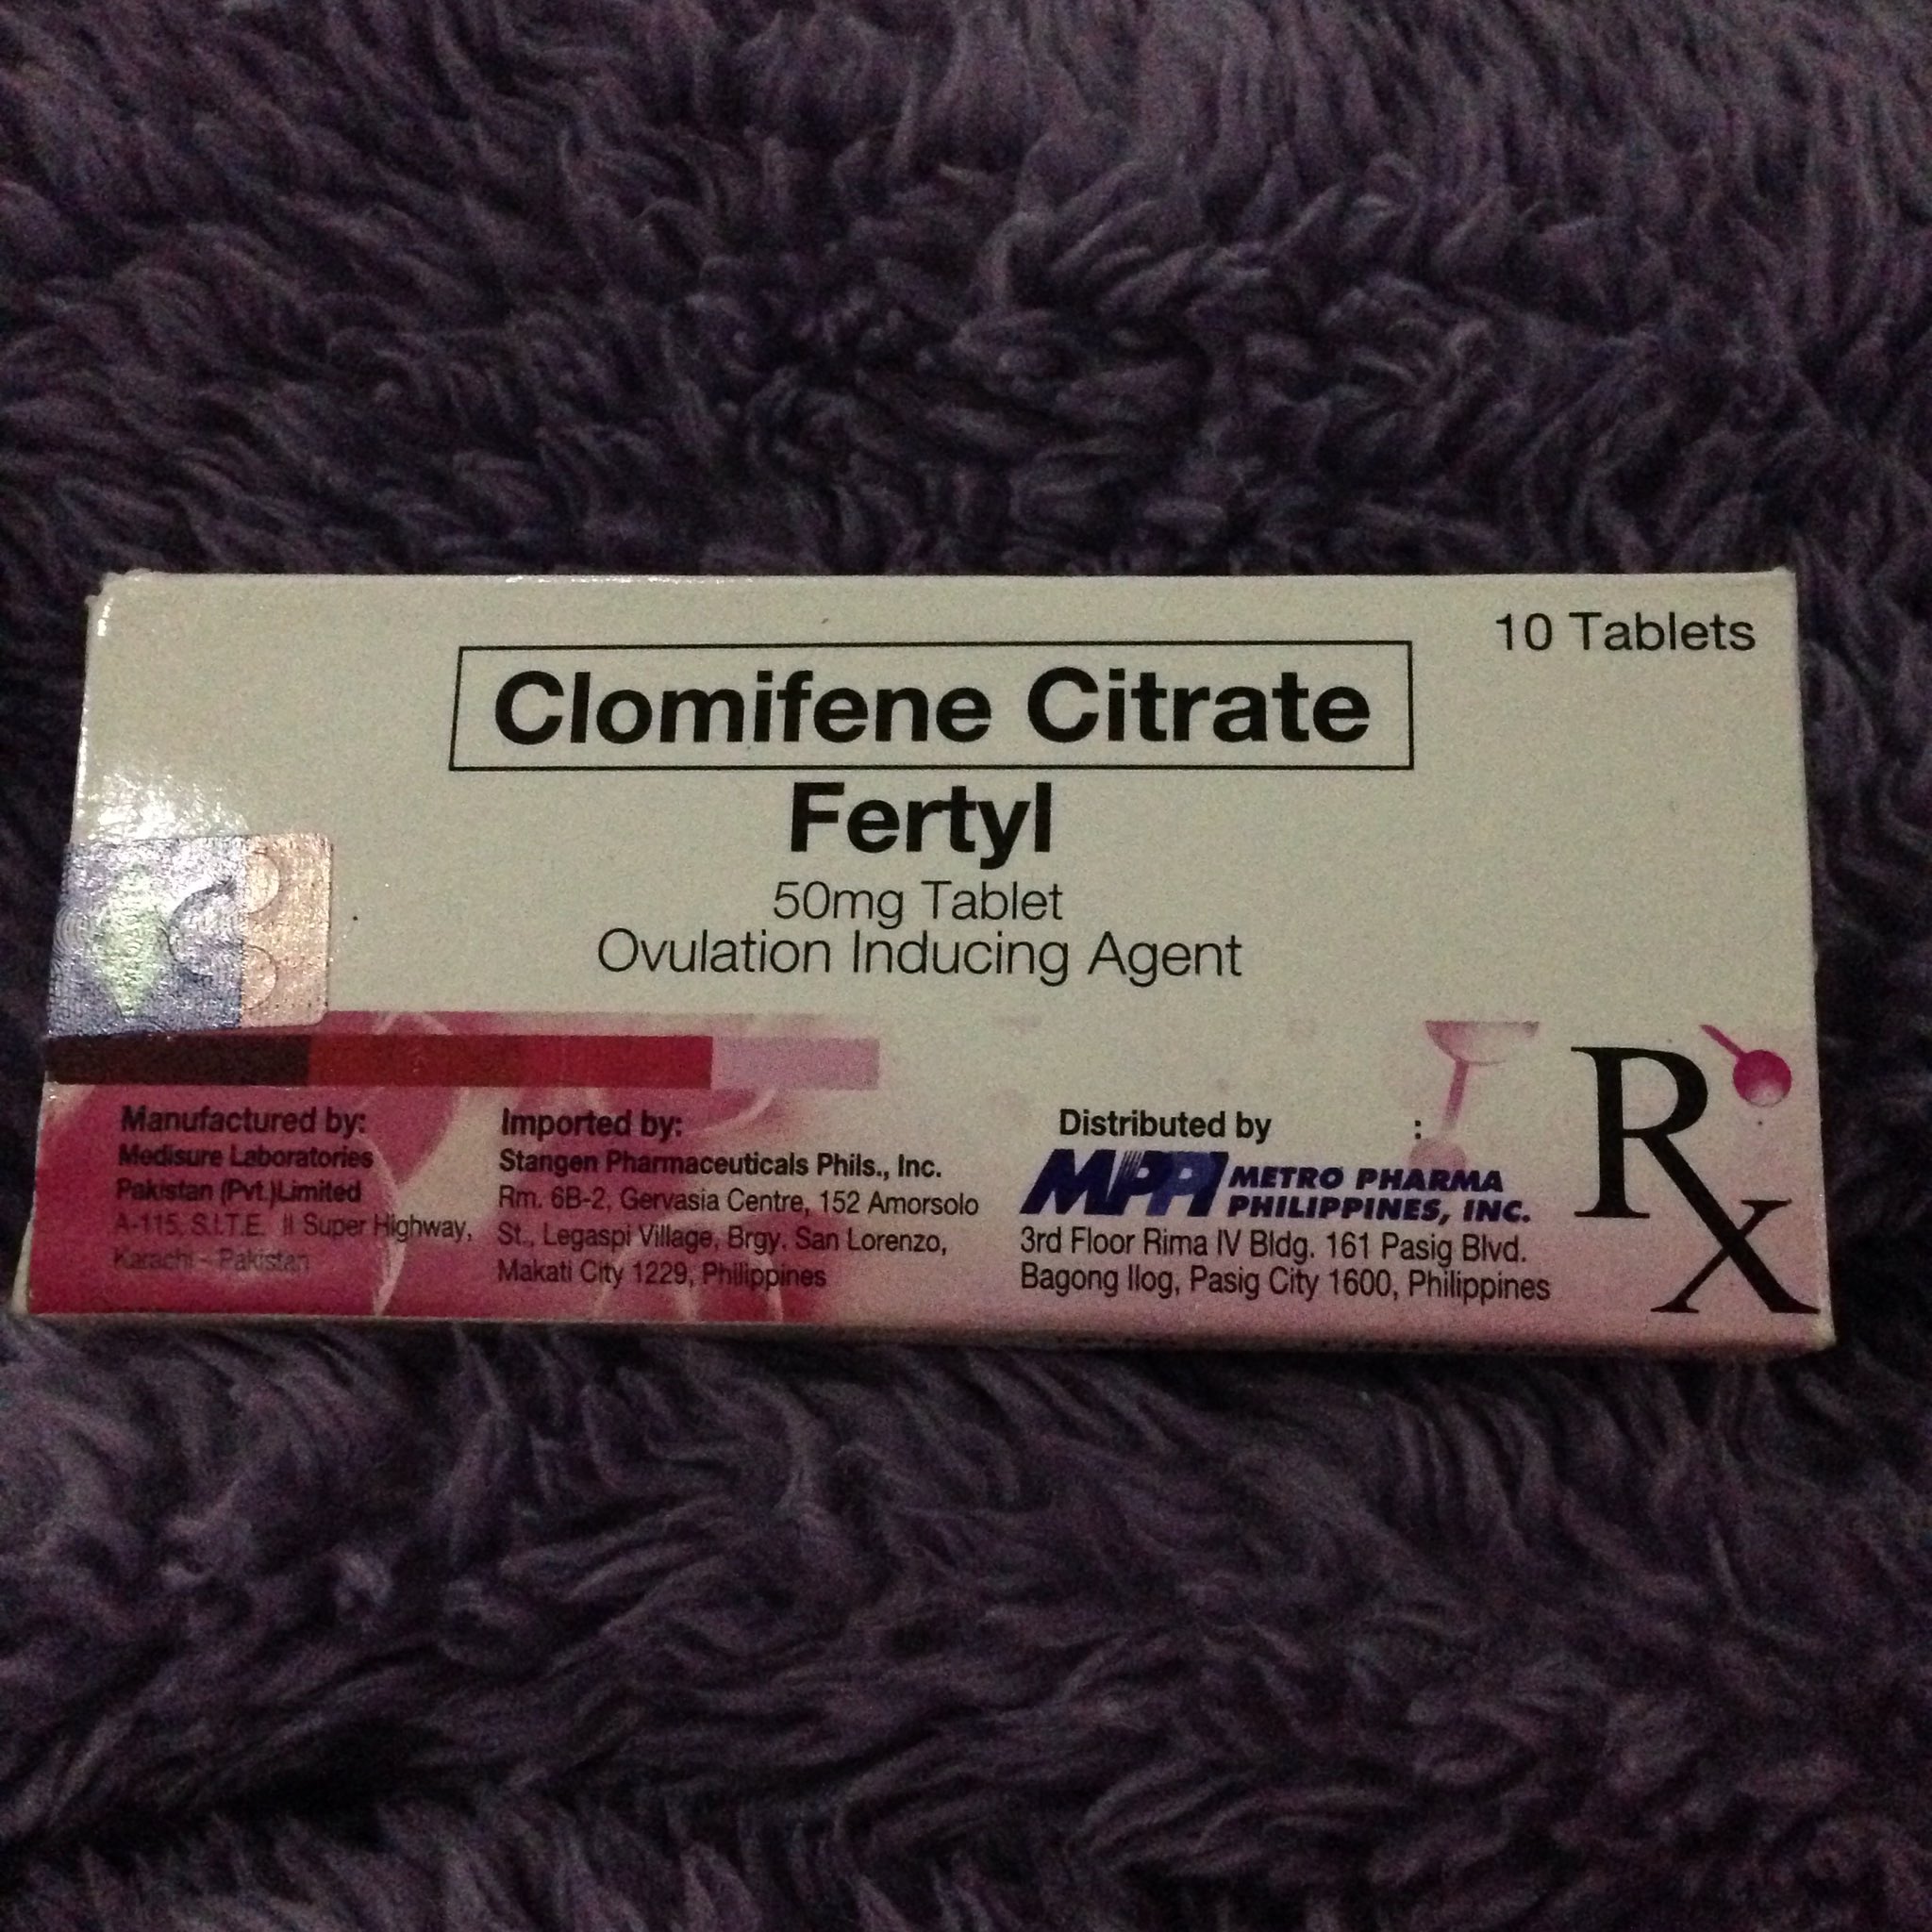 10 Tablets
Clomifene Citrate
Fertyl
50mg Tablet
Ovulation Inducing Agent
Manufactured by:
Medisure Laboratories
Pakistan (Pvt.)Limited
A-115, S.I.T.E. II Super Highway,
Karachi - Pakistan
Imported by:
Stangen Pharmaceuticals Phils., Inc.
Rm. 6B-2, Gervasia Centre, 152 Amorsolo
St., Legaspi Village, Brgy. San Lorenzo,
Makati City 1229, Philippines
Distributed by :
MPPI METRO PHARMA
PHILIPPINES, INC.
3rd Floor Rima IV Bldg. 161 Pasig Blvd.
Bagong Ilog, Pasig City 1600, Philippines
Rx